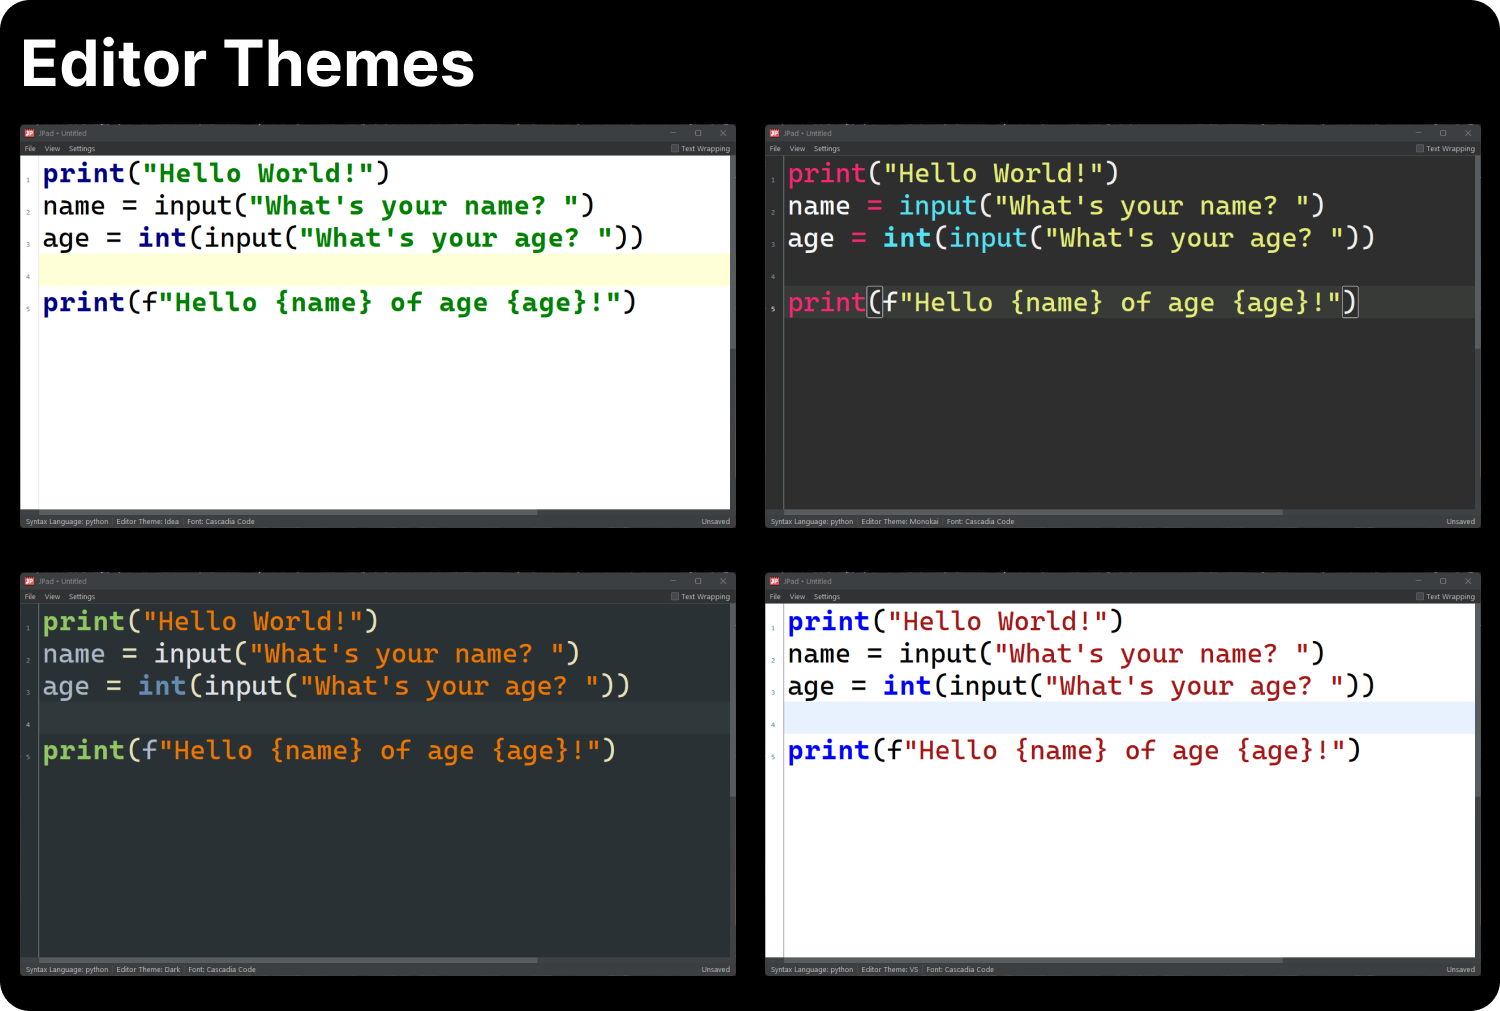 Editor Themes
JP JPad • Untitled
File View Settings Text Wrapping
1 print("Hello World!")
2 name = input("What's your name? ")
3 age = int(input("What's your age? "))
4
5 print(f"Hello {name} of age {age}!")
Syntax Language: python Editor Theme: Idea Font: Cascadia Code Unsaved
JP JPad • Untitled
File View Settings Text Wrapping
1 print("Hello World!")
2 name = input("What's your name? ")
3 age = int(input("What's your age? "))
4
5 print(f"Hello {name} of age {age}!")
Syntax Language: python Editor Theme: Monokai Font: Cascadia Code Unsaved
JP JPad • Untitled
File View Settings Text Wrapping
1 print("Hello World!")
2 name = input("What's your name? ")
3 age = int(input("What's your age? "))
4
5 print(f"Hello {name} of age {age}!")
Syntax Language: python Editor Theme: Dark Font: Cascadia Code Unsaved
JP JPad • Untitled
File View Settings Text Wrapping
1 print("Hello World!")
2 name = input("What's your name? ")
3 age = int(input("What's your age? "))
4
5 print(f"Hello {name} of age {age}!")
Syntax Language: python Editor Theme: VS Font: Cascadia Code Unsaved